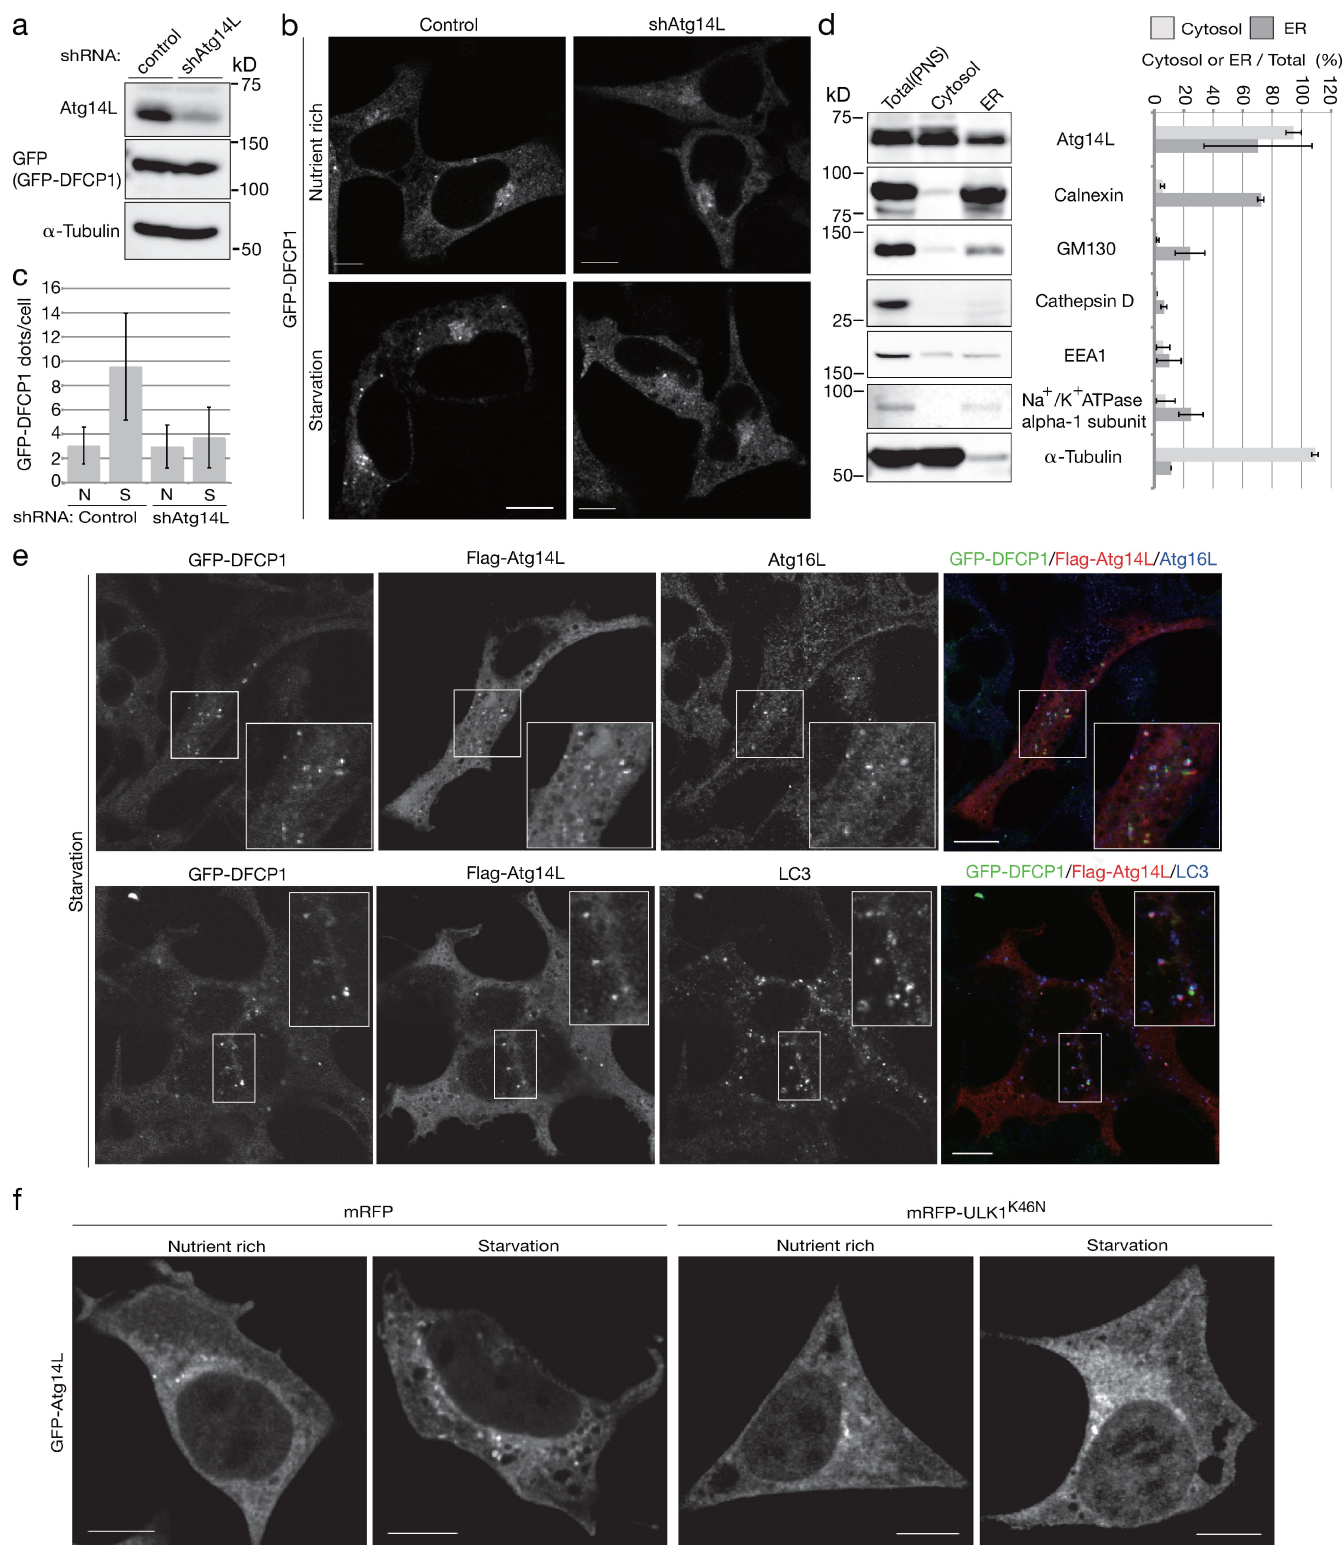 a
shRNA:
control
shAtg14L
kD
Atg14L
75
GFP
(GFP-DFCP1)
150
100
α-Tubulin
50
b
Control
shAtg14L
GFP-DFCP1
Nutrient rich
Starvation
c
GFP-DFCP1 dots/cell
16
14
12
10
8
6
4
2
0
N S N S
shRNA: Control shAtg14L
d
kD
Total(PNS)
Cytosol
ER
75
100
75
150
25
150
100
50
Cytosol ER
Cytosol or ER / Total (%)
0 20 40 60 80 100 120
Atg14L
Calnexin
GM130
Cathepsin D
EEA1
Na+/K+ATPase
alpha-1 subunit
α-Tubulin
e
Starvation
GFP-DFCP1
Flag-Atg14L
Atg16L
GFP-DFCP1/Flag-Atg14L/Atg16L
GFP-DFCP1
Flag-Atg14L
LC3
GFP-DFCP1/Flag-Atg14L/LC3
f
mRFP
mRFP-ULK1K46N
Nutrient rich
Starvation
Nutrient rich
Starvation
GFP-Atg14L